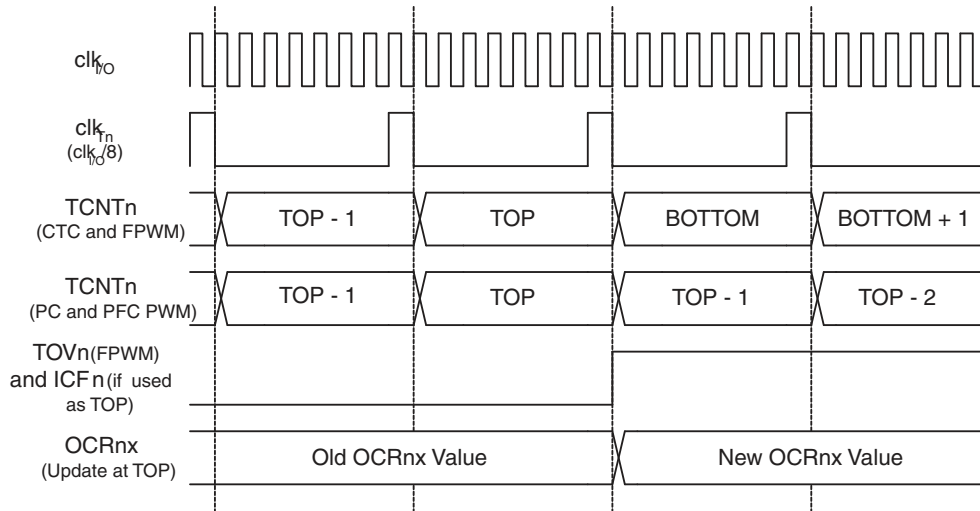 clkI/O
clkTn
(clkI/O/8)
TCNTn
(CTC and FPWM)
TOP - 1
TOP
BOTTOM
BOTTOM + 1
TCNTn
(PC and PFC PWM)
TOP - 1
TOP
TOP - 1
TOP - 2
TOVn(FPWM)
and ICFn(if used
as TOP)
OCRnx
(Update at TOP)
Old OCRnx Value
New OCRnx Value